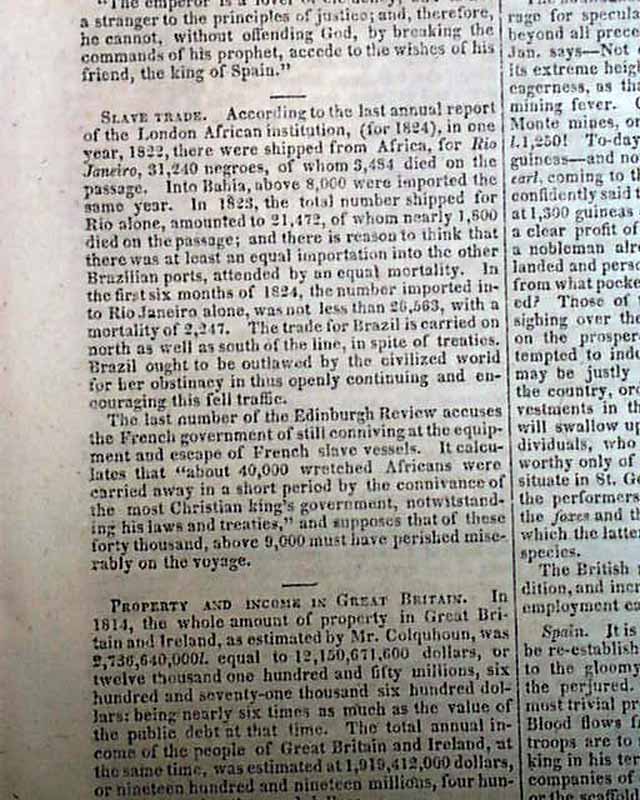 "The emperor is a lover of clemency, but
a stranger to the principles of justice; and, therefore,
he cannot, without offending God, by breaking the
commands of his prophet, accede to the wishes of his
friend, the king of Spain."
SLAVE TRADE. According to the last annual report
of the London African institution, (for 1824), in one
year, 1822, there were shipped from Africa, for Rio
Janeiro, 31,240 negroes, of whom 3,484 died on the
passage. Into Bahia, above 8,000 were imported the
same year. In 1823, the total number shipped for
Rio alone, amounted to 21,472, of whom nearly 1,600
died on the passage; and there is reason to think that
there was at least an equal importation into the other
Brazilian ports, attended by an equal mortality. In
the first six months of 1824, the number imported in-
to Rio Janeiro alone, was not less than 26,563, with a
mortality of 2,247. The trade for Brazil is carried on
north as well as south of the line, in spite of treaties.
Brazil ought to be outlawed by the civilized world
for her obstinacy in thus openly continuing and en-
couraging this fell traffic.
The last number of the Edinburgh Review accuses
the French government of still conniving at the equip-
ment and escape of French slave vessels. It calcu-
lates that "about 40,000 wretched Africans were
carried away in a short period by the connivance of
the most Christian king's government, notwithstand-
ing his laws and treaties," and supposes that of these
forty thousand, above 9,000 must have perished mise-
rably on the voyage.
PROPERTY AND INCOME IN GREAT BRITAIN. In
1814, the whole amount of property in Great Bri-
tain and Ireland, as estimated by Mr. Colquhoun, was
2,736,640,000l. equal to 12,150,671,600 dollars, or
twelve thousand one hundred and fifty millions, six
hundred and seventy-one thousand six hundred dol-
lars: being nearly six times as much as the value of
the public debt at that time. The total annual in-
come of the people of Great Britain and Ireland, at
the same time, was estimated at 1,919,412,000 dollars,
or nineteen hundred and nineteen millions, four hun-
rage for specula
beyond all prece
Jan. says—Not
its extreme heigh
eagerness, as tha
mining fever.
Monte mines, or
l.1,250! To-day
guineas—and no
earl, coming to th
confidently said
at 1,300 guineas
a clear profit of
a nobleman alre
landed and perso
from what pocke
ed? Those of
sighing over the
on the prosper
tempted to indu
may be justly
the country, or
vestments in th
will swallow up
dividuals, who
worthy only of
situate in St. Ge
the performers
the foxes and th
which the latte
species.
The British
dition, and incr
employment ca
Spain. It is
be re-establish
to the gloomy
the perjured.
most trivial pr
Blood flows f
troops are to
king in his ter
companies of
or the scaffold